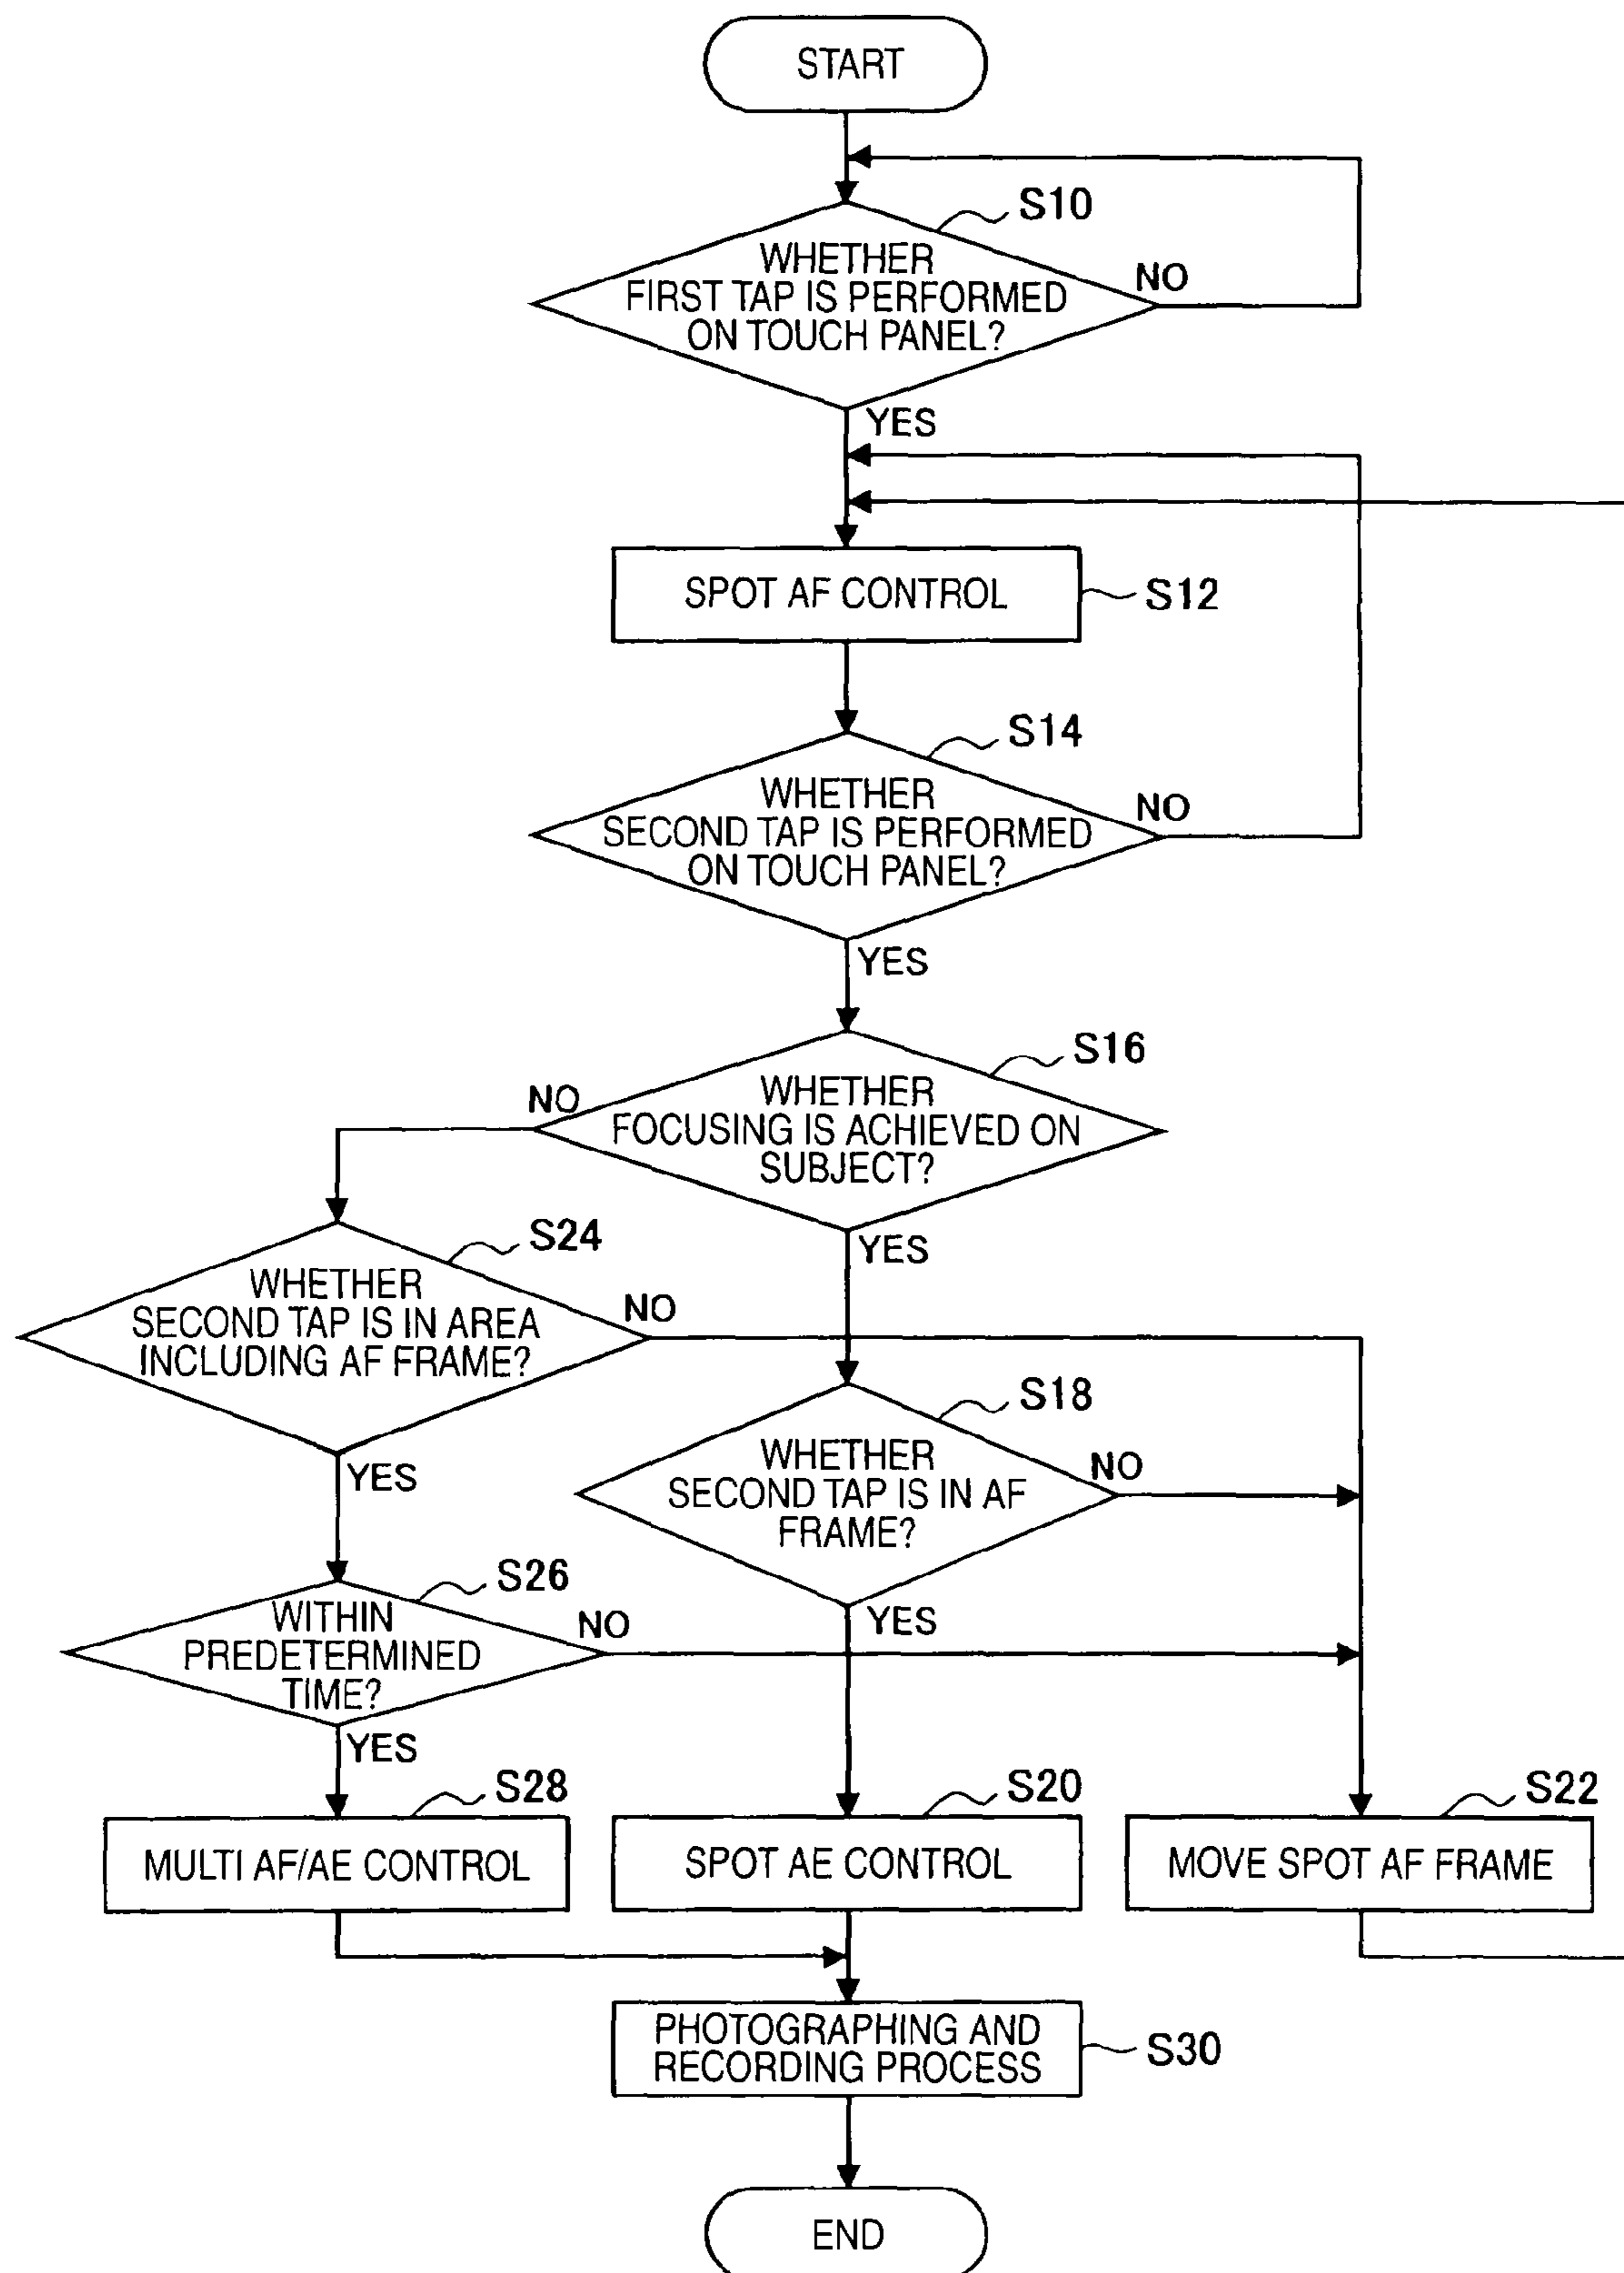 START
S10
WHETHER
FIRST TAP IS PERFORMED
ON TOUCH PANEL?
NO
YES
SPOT AF CONTROL
S12
S14
WHETHER
SECOND TAP IS PERFORMED
ON TOUCH PANEL?
NO
YES
S16
WHETHER
FOCUSING IS ACHIEVED ON
SUBJECT?
NO
YES
S24
WHETHER
SECOND TAP IS IN AREA
INCLUDING AF FRAME?
NO
YES
S18
WHETHER
SECOND TAP IS IN AF
FRAME?
NO
YES
S26
WITHIN
PREDETERMINED
TIME?
NO
YES
S28
MULTI AF/AE CONTROL
S20
SPOT AE CONTROL
S22
MOVE SPOT AF FRAME
PHOTOGRAPHING AND
RECORDING PROCESS
S30
END